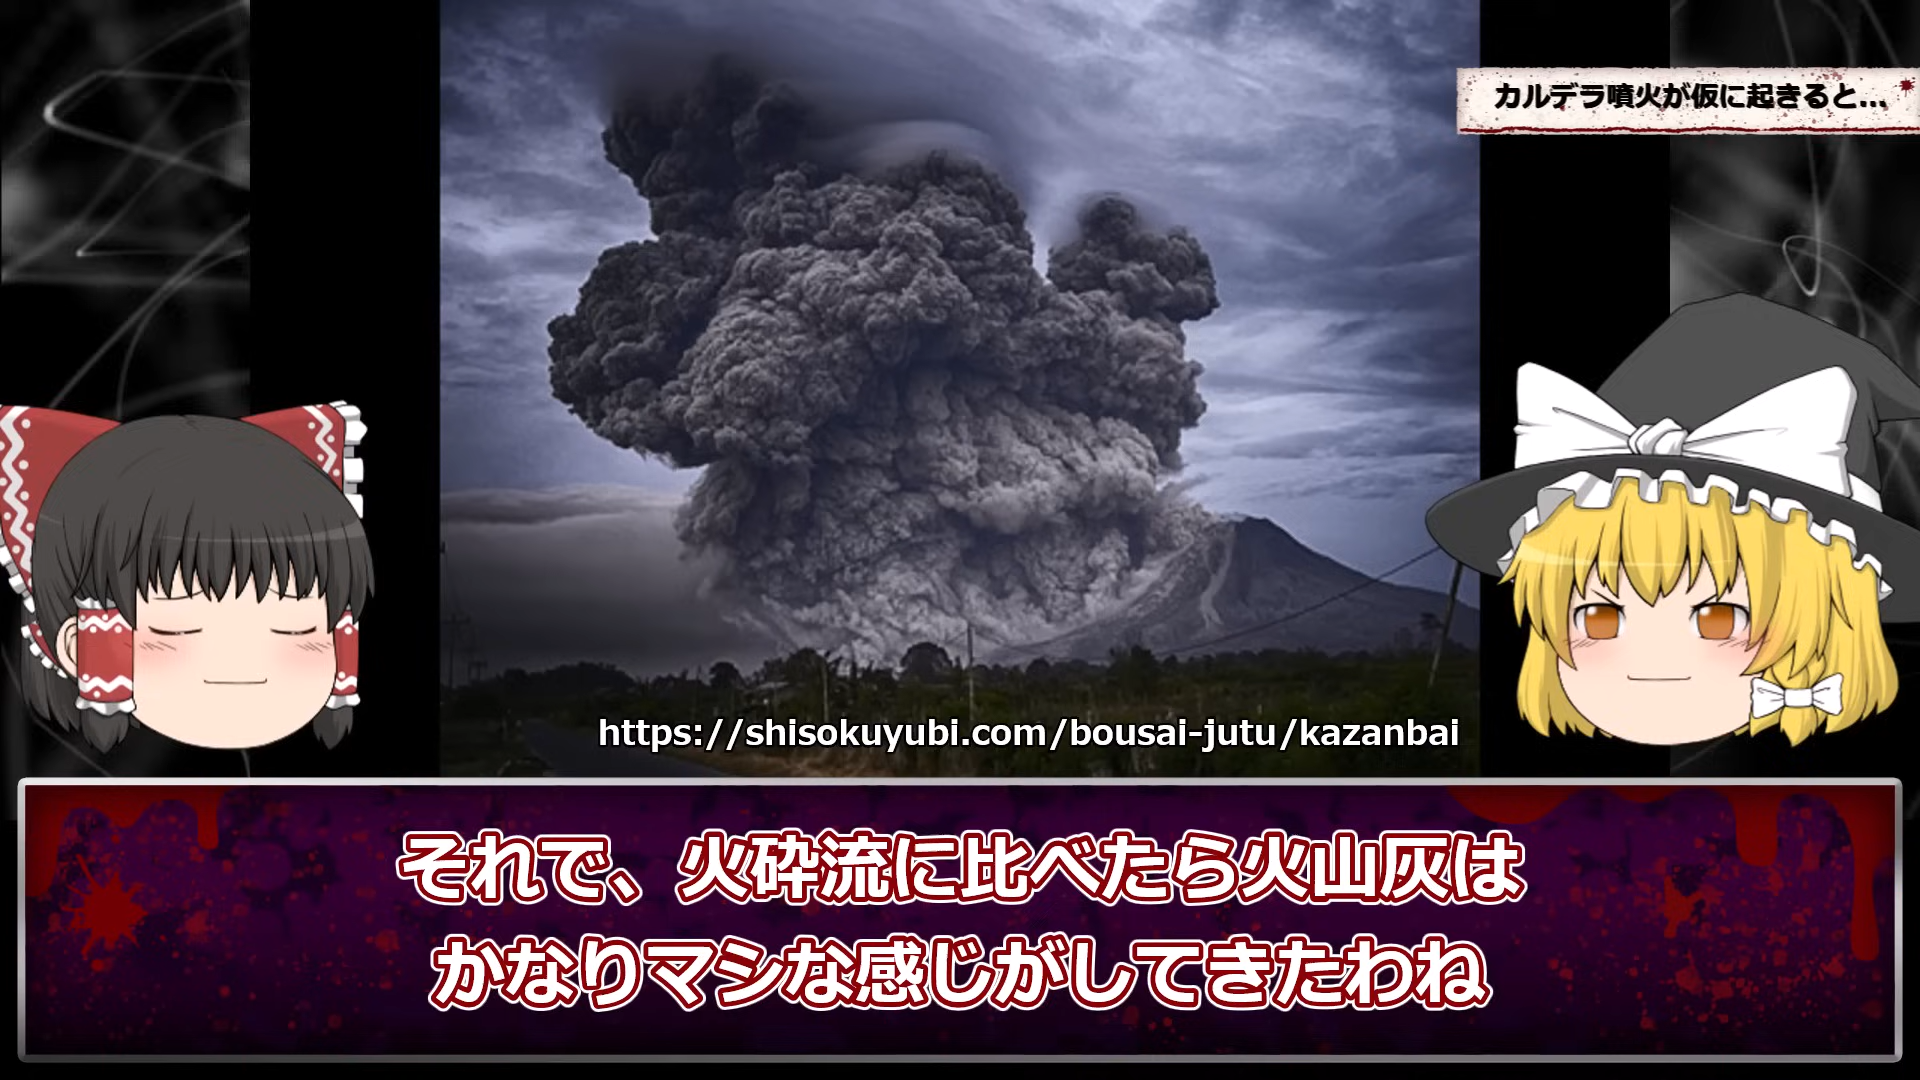 カルデラ噴火が仮に起きると…
https://shisokuyubi.com/bousai-jutu/kazanbai
それで、火砕流に比べたら火山灰は
かなりマシな感じがしてきたわね